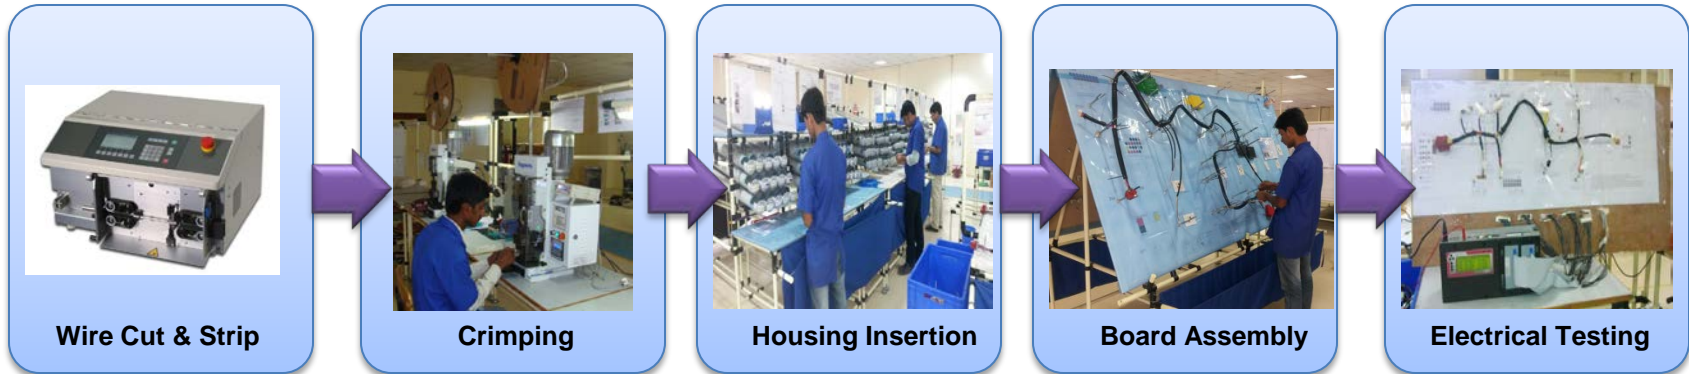 Wire Cut & Strip
Crimping
Housing Insertion
Board Assembly
Electrical Testing